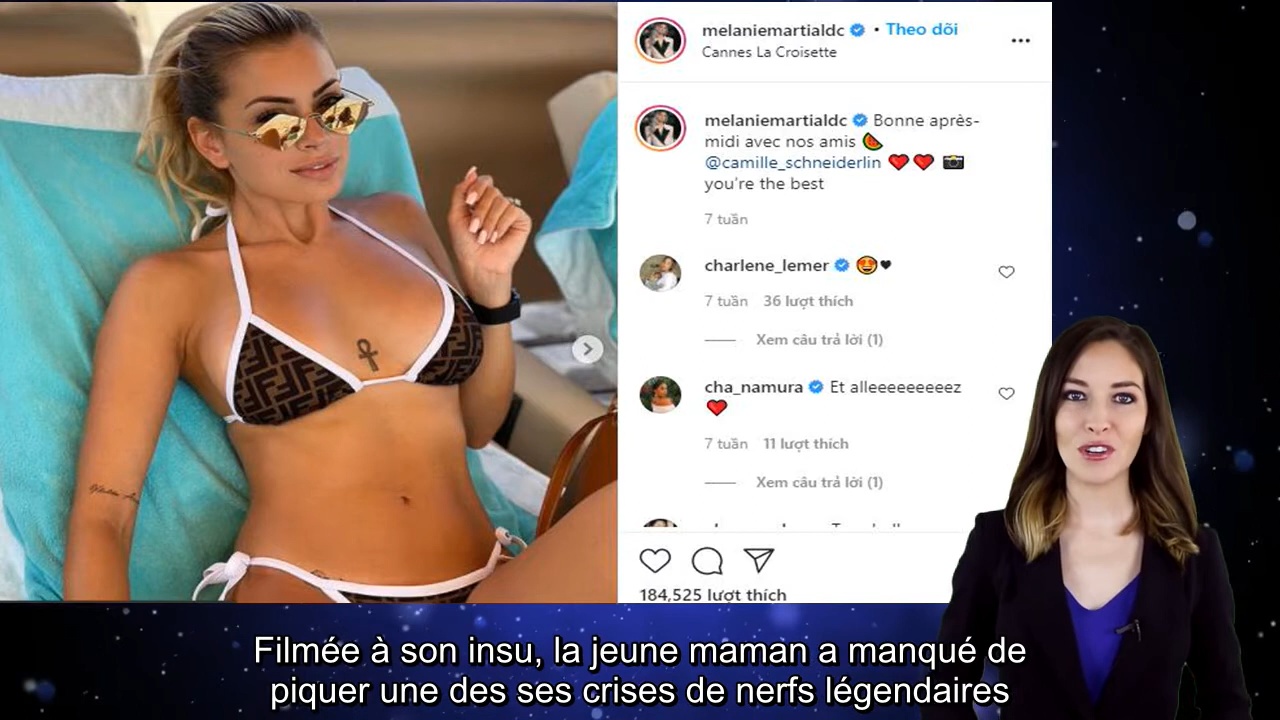 melaniemartialdc • Theo dõi
Cannes La Croisette
melaniemartialdc Bonne après-
midi avec nos amis 🍉
@camille_schneiderlin ❤️❤️ 📸
you're the best
7 tuần
charlene_lemer 😍🖤
7 tuần 36 lượt thích
Xem câu trả lời (1)
cha_namura Et alleeeeeeeeez
❤️
7 tuần 11 lượt thích
Xem câu trả lời (1)
184,525 lượt thích
Filmée à son insu, la jeune maman a manqué de
piquer une des ses crises de nerfs légendaires